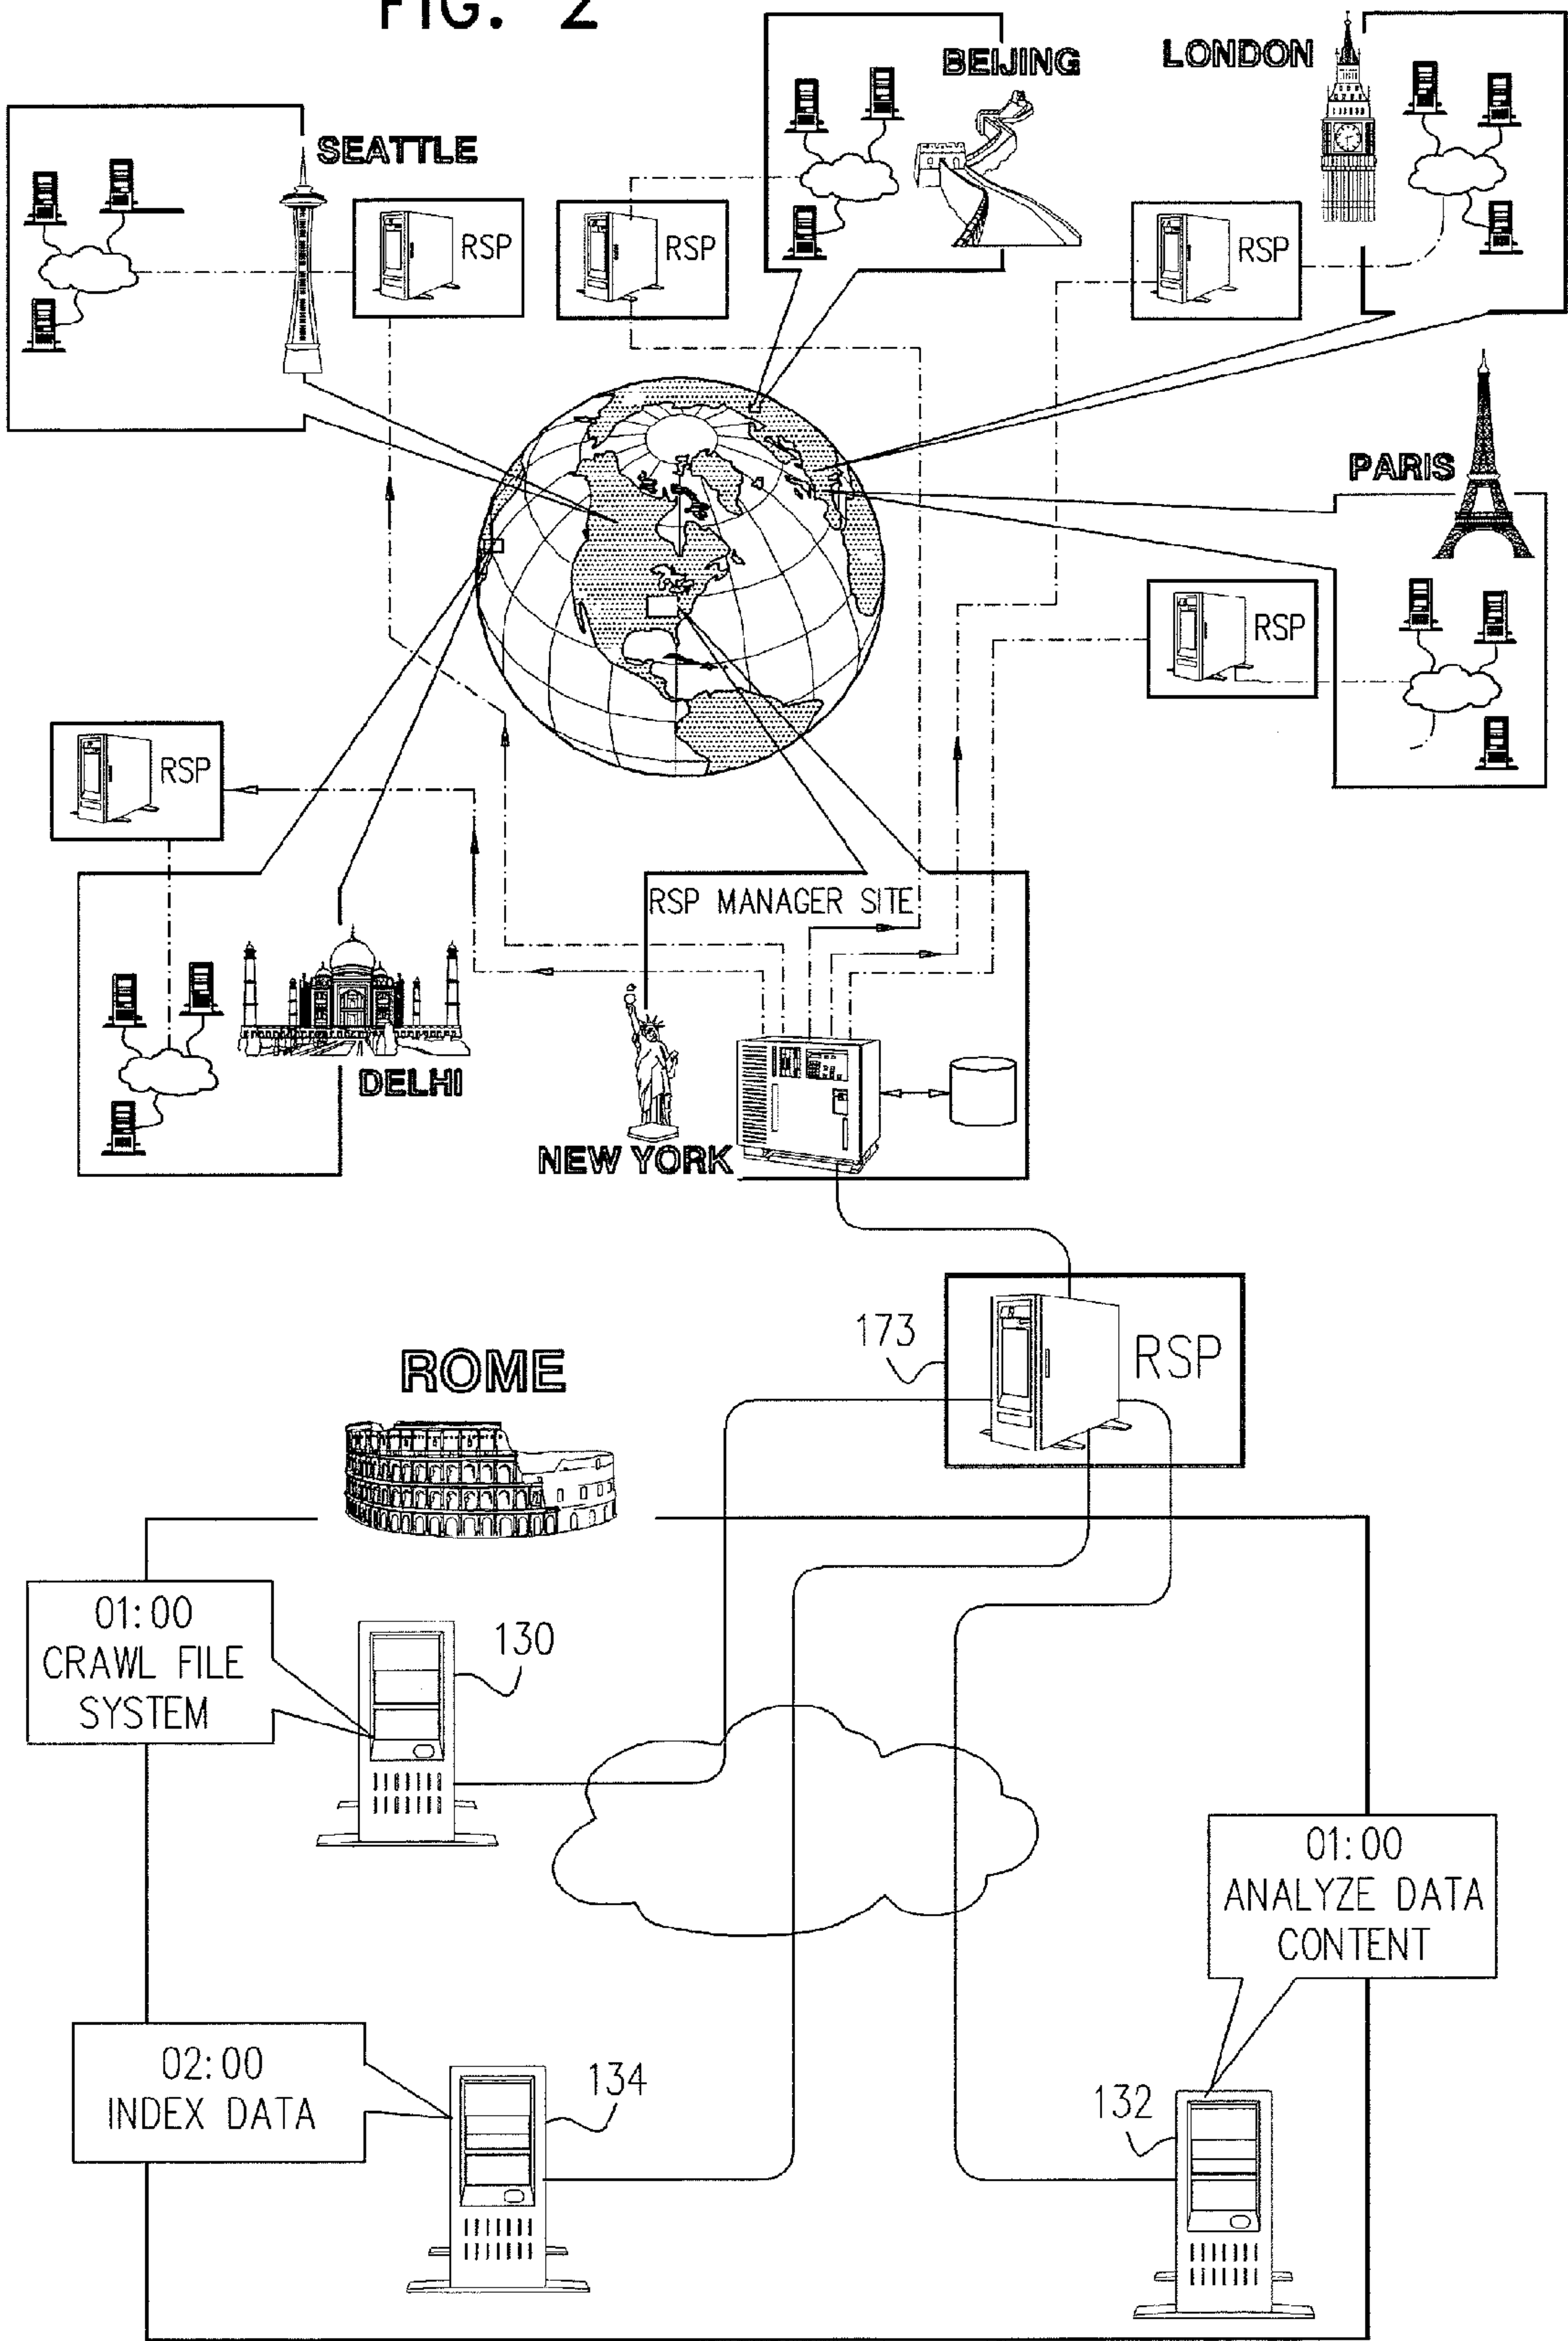 FIG. 2
BEIJING
LONDON
SEATTLE
RSP
RSP
RSP
PARIS
RSP
RSP
RSP MANAGER SITE
DELHI
NEW YORK
173
RSP
ROME
01:00
CRAWL FILE
SYSTEM
130
01:00
ANALYZE DATA
CONTENT
02:00
INDEX DATA
134
132